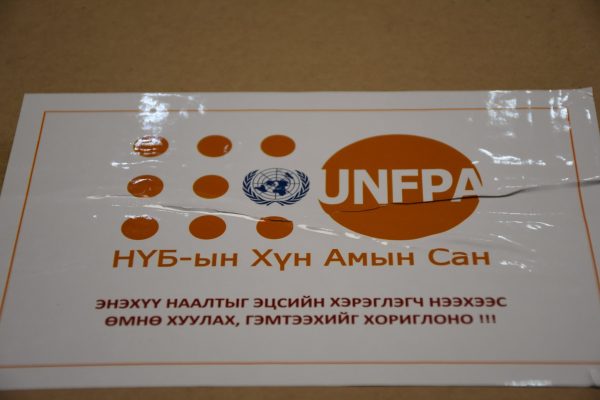 UNFPA
НҮБ-ын Хүн Амын Сан
ЭНЭХҮҮ НААЛТЫГ ЭЦСИЙН ХЭРЭГЛЭГЧ НЭЭХЭЭС
ӨМНӨ ХУУЛАХ, ГЭМТЭЭХИЙГ ХОРИГЛОНО !!!